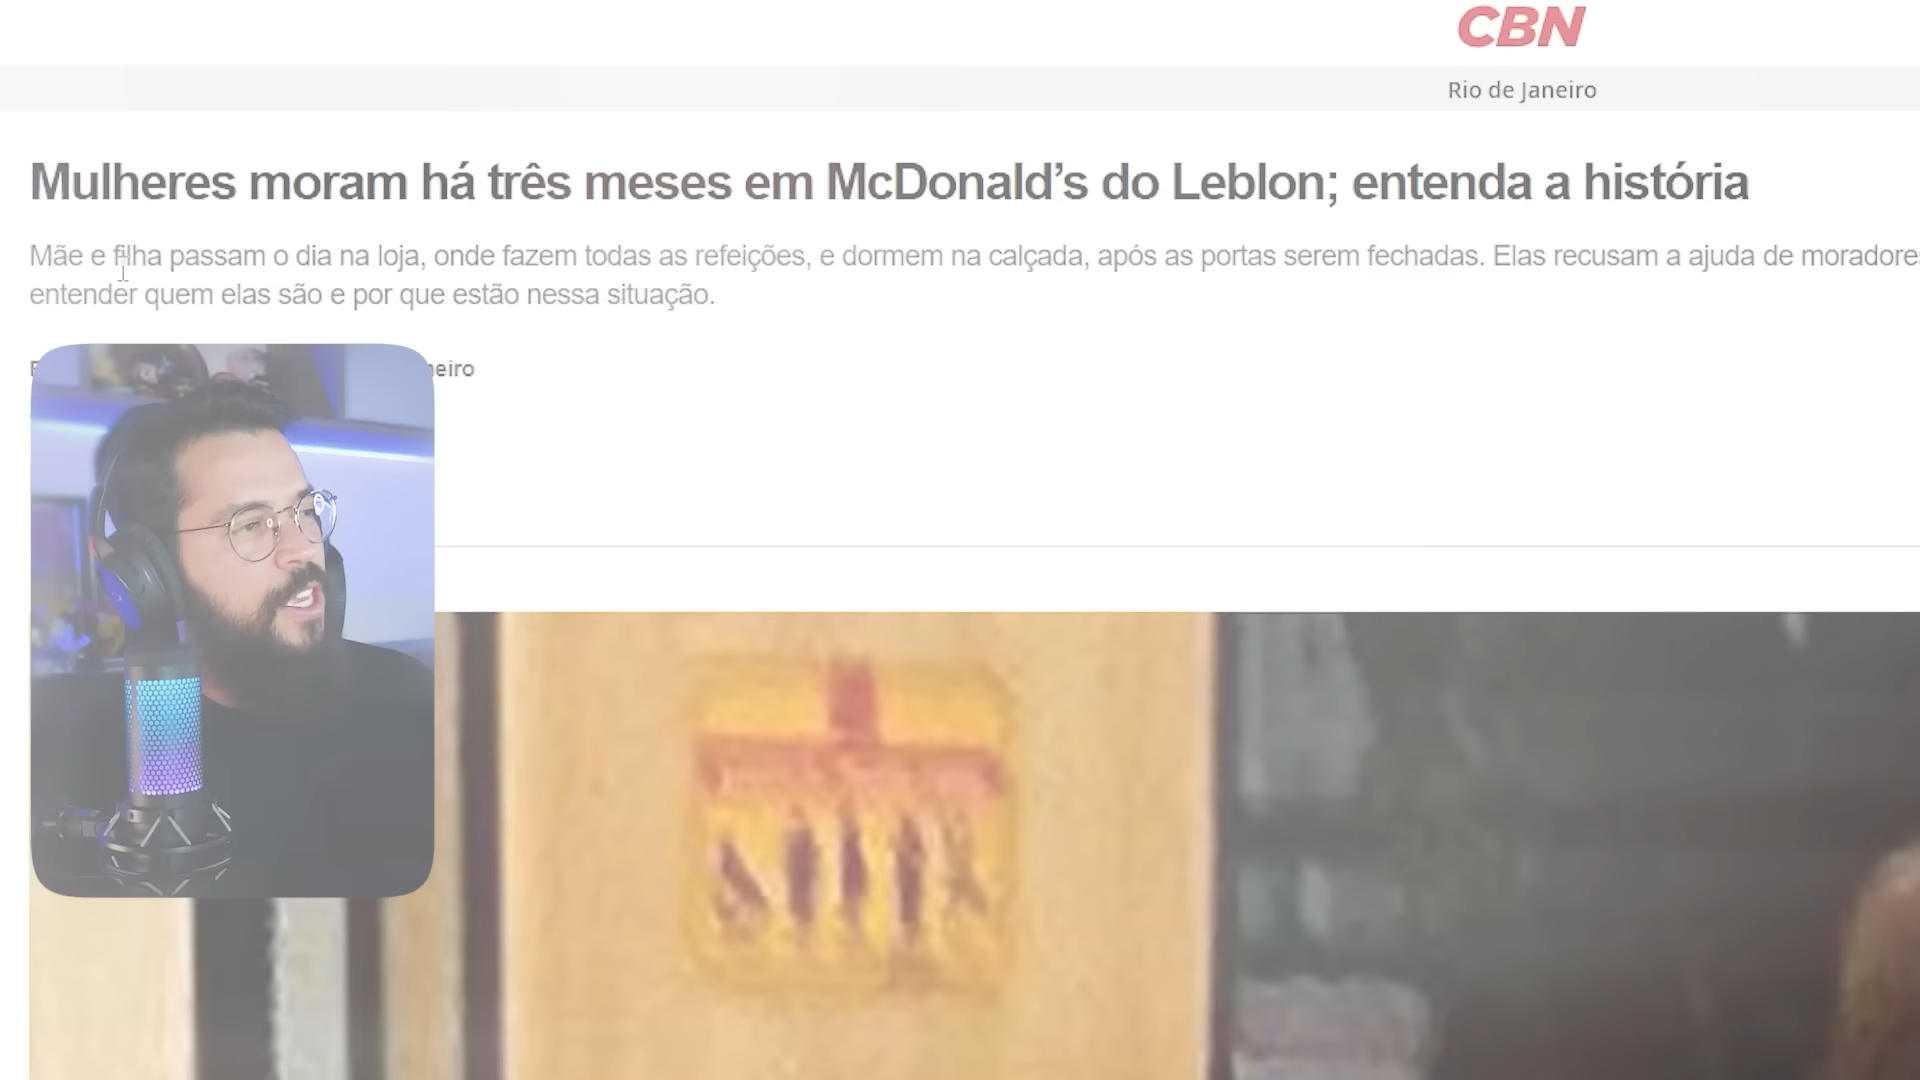 CBN
Rio de Janeiro
Mulheres moram há três meses em McDonald’s do Leblon; entenda a história
Mãe e filha passam o dia na loja, onde fazem todas as refeições, e dormem na calçada, após as portas serem fechadas. Elas recusam a ajuda de moradores
entender quem elas são e por que estão nessa situação.
neiro